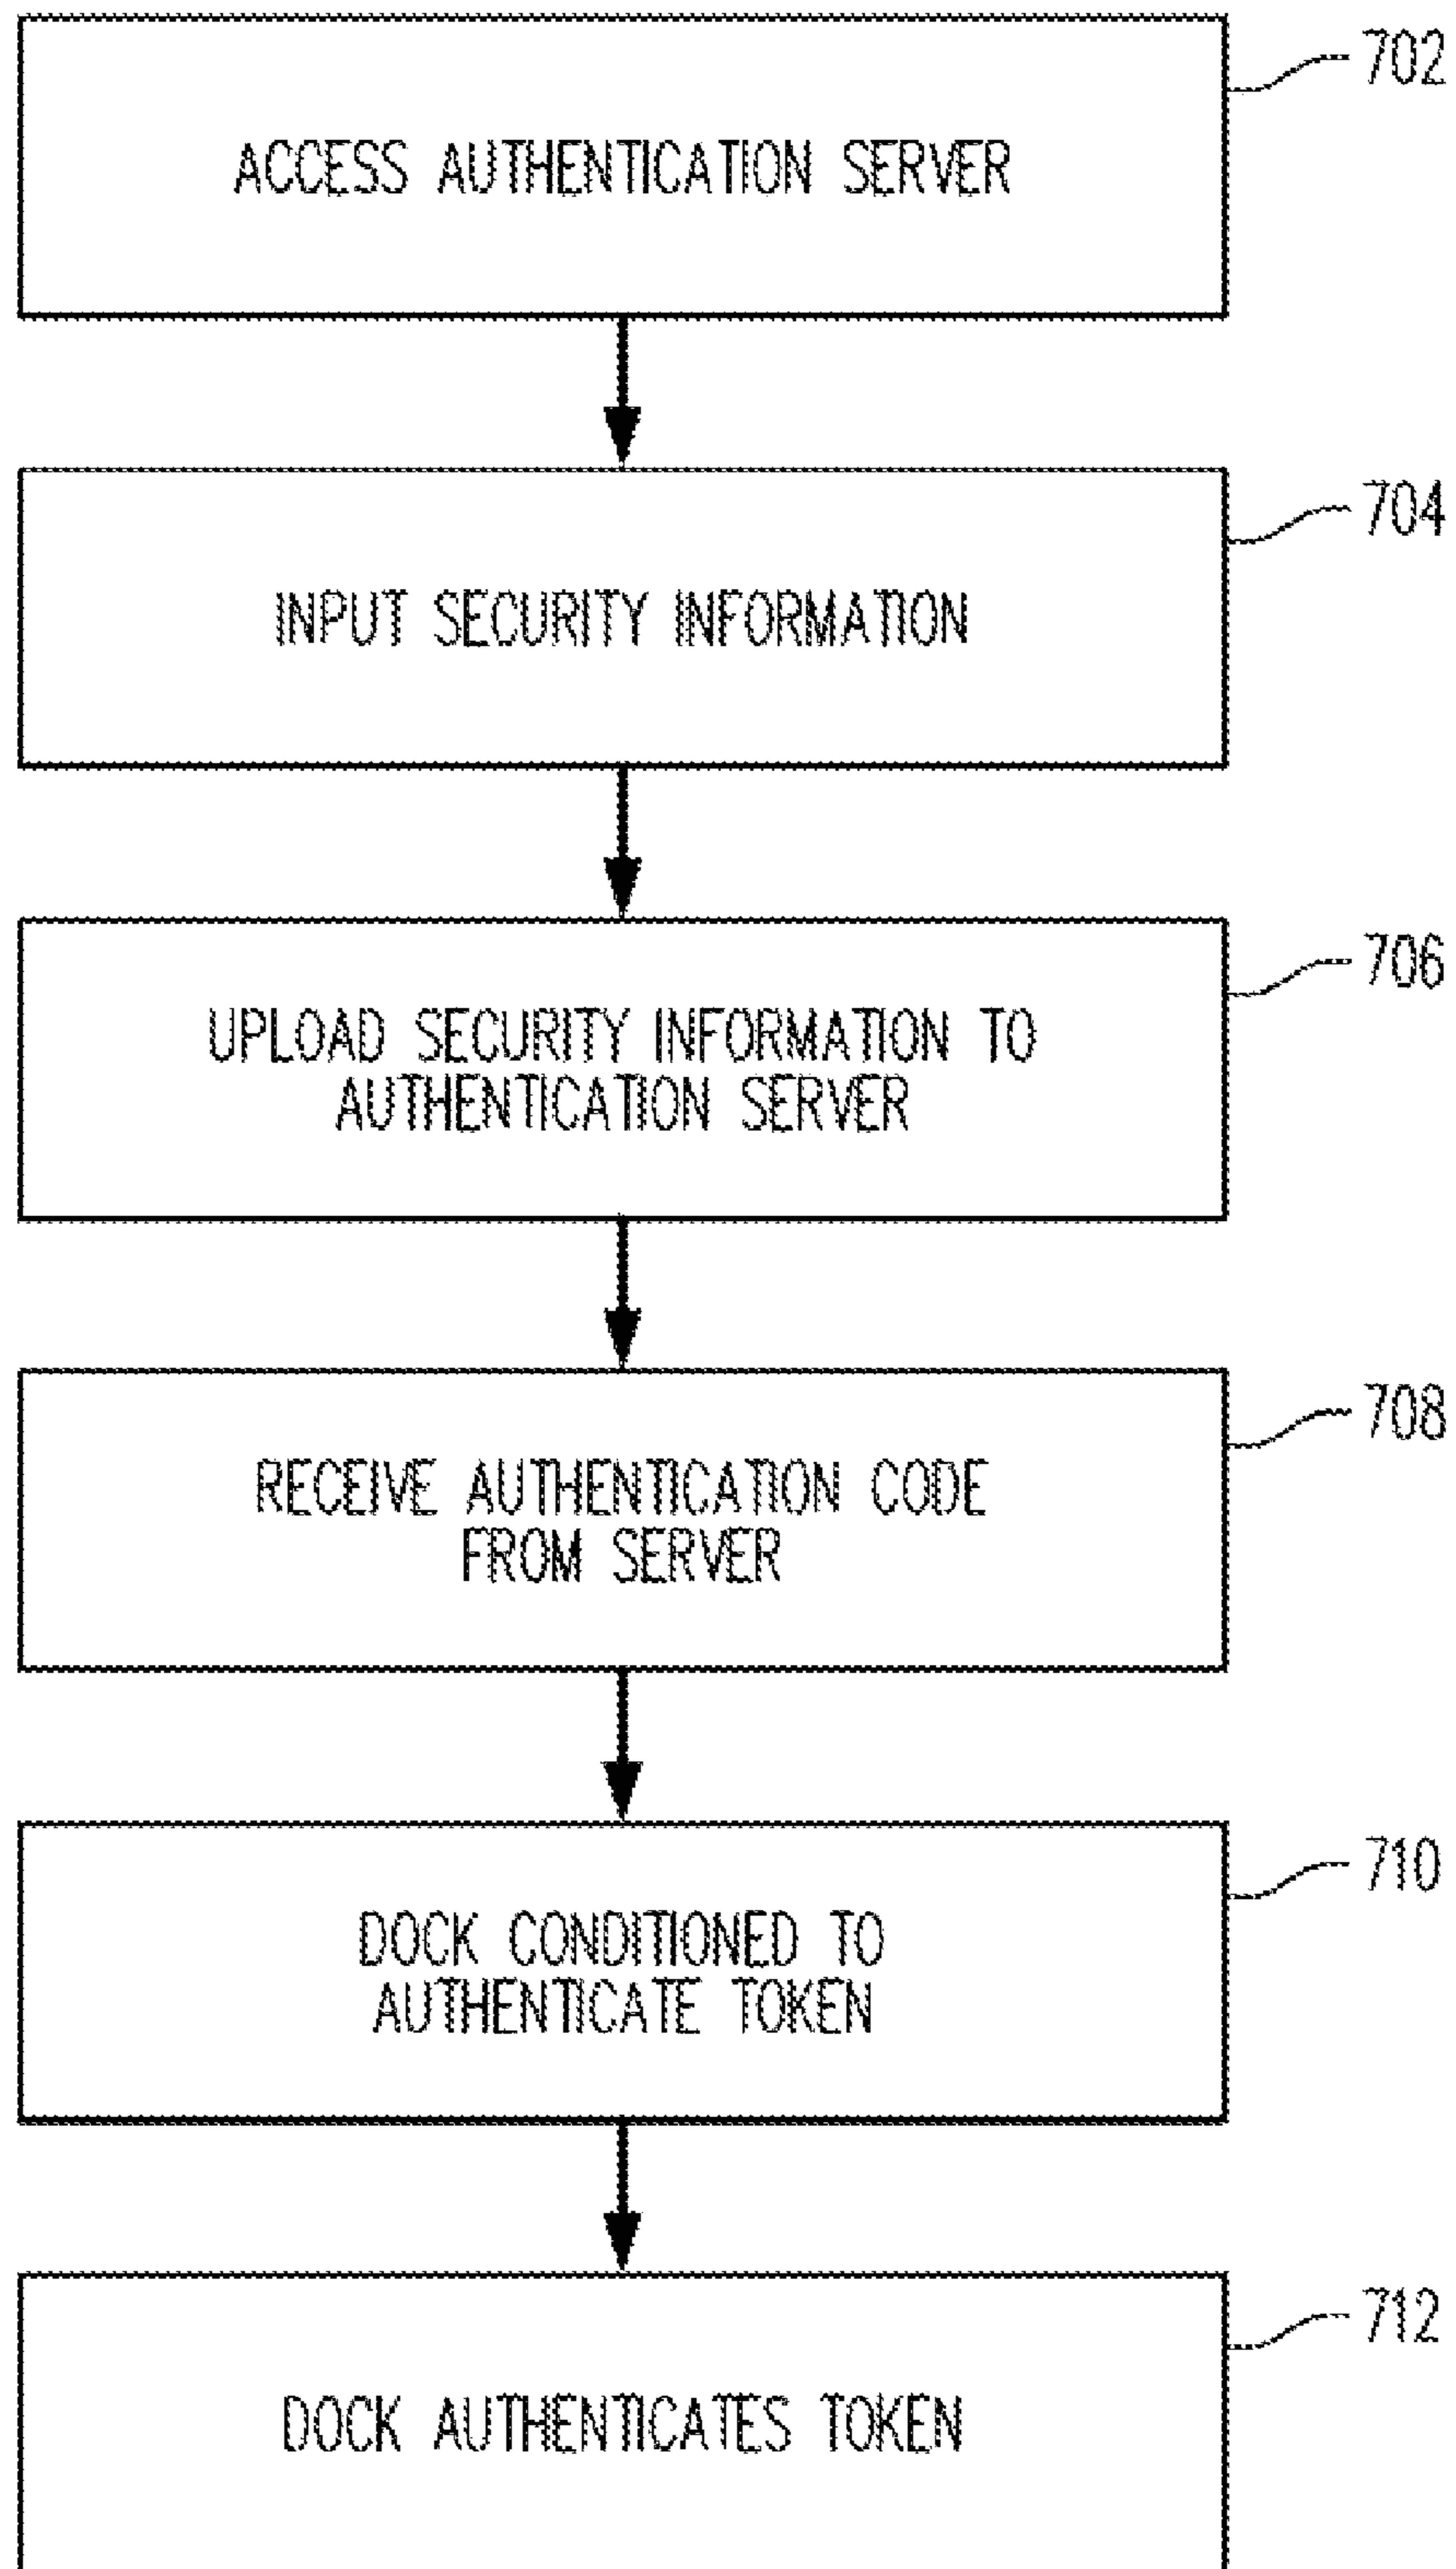 702
ACCESS AUTHENTICATION SERVER
704
INPUT SECURITY INFORMATION
706
UPLOAD SECURITY INFORMATION TO
AUTHENTICATION SERVER
708
RECEIVE AUTHENTICATION CODE
FROM SERVER
710
DOCK CONDITIONED TO
AUTHENTICATE TOKEN
712
DOCK AUTHENTICATES TOKEN